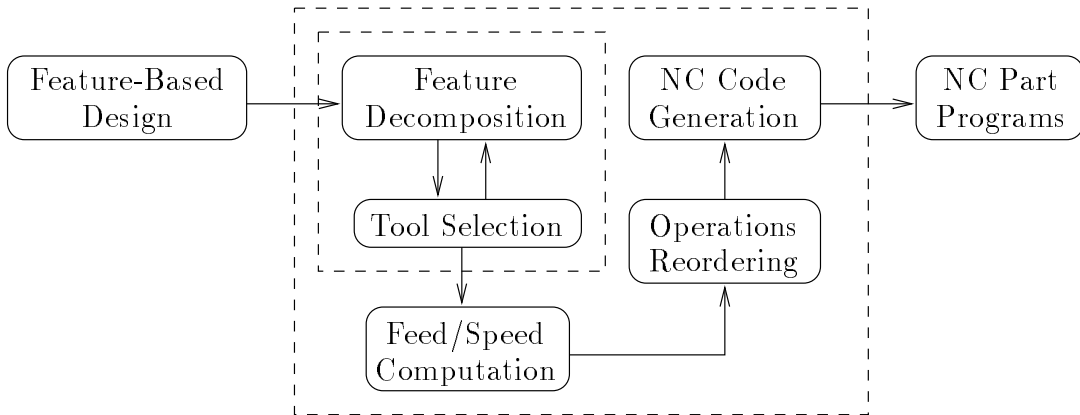 Feature-Based
Design
Feature
Decomposition
Tool Selection
Feed/Speed
Computation
Operations
Reordering
NC Code
Generation
NC Part
Programs